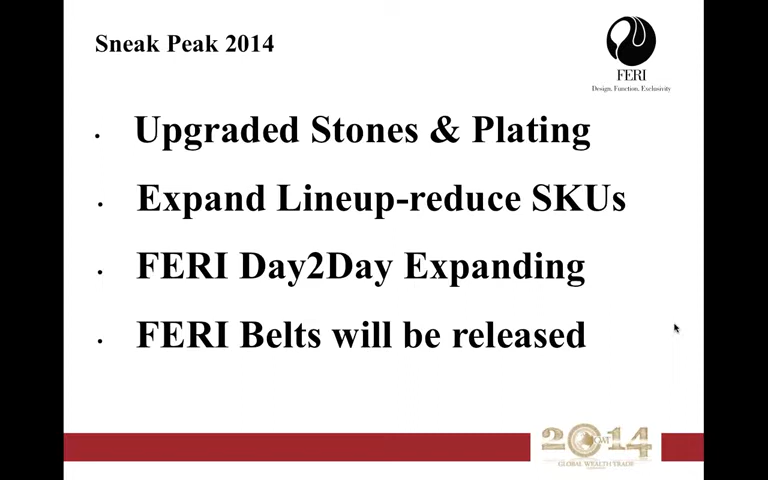 Sneak Peak 2014
FERI
Design. Function. Exclusivity
• Upgraded Stones & Plating
• Expand Lineup-reduce SKUs
• FERI Day2Day Expanding
• FERI Belts will be released
2014
GWT
GLOBAL WEALTH TRADE